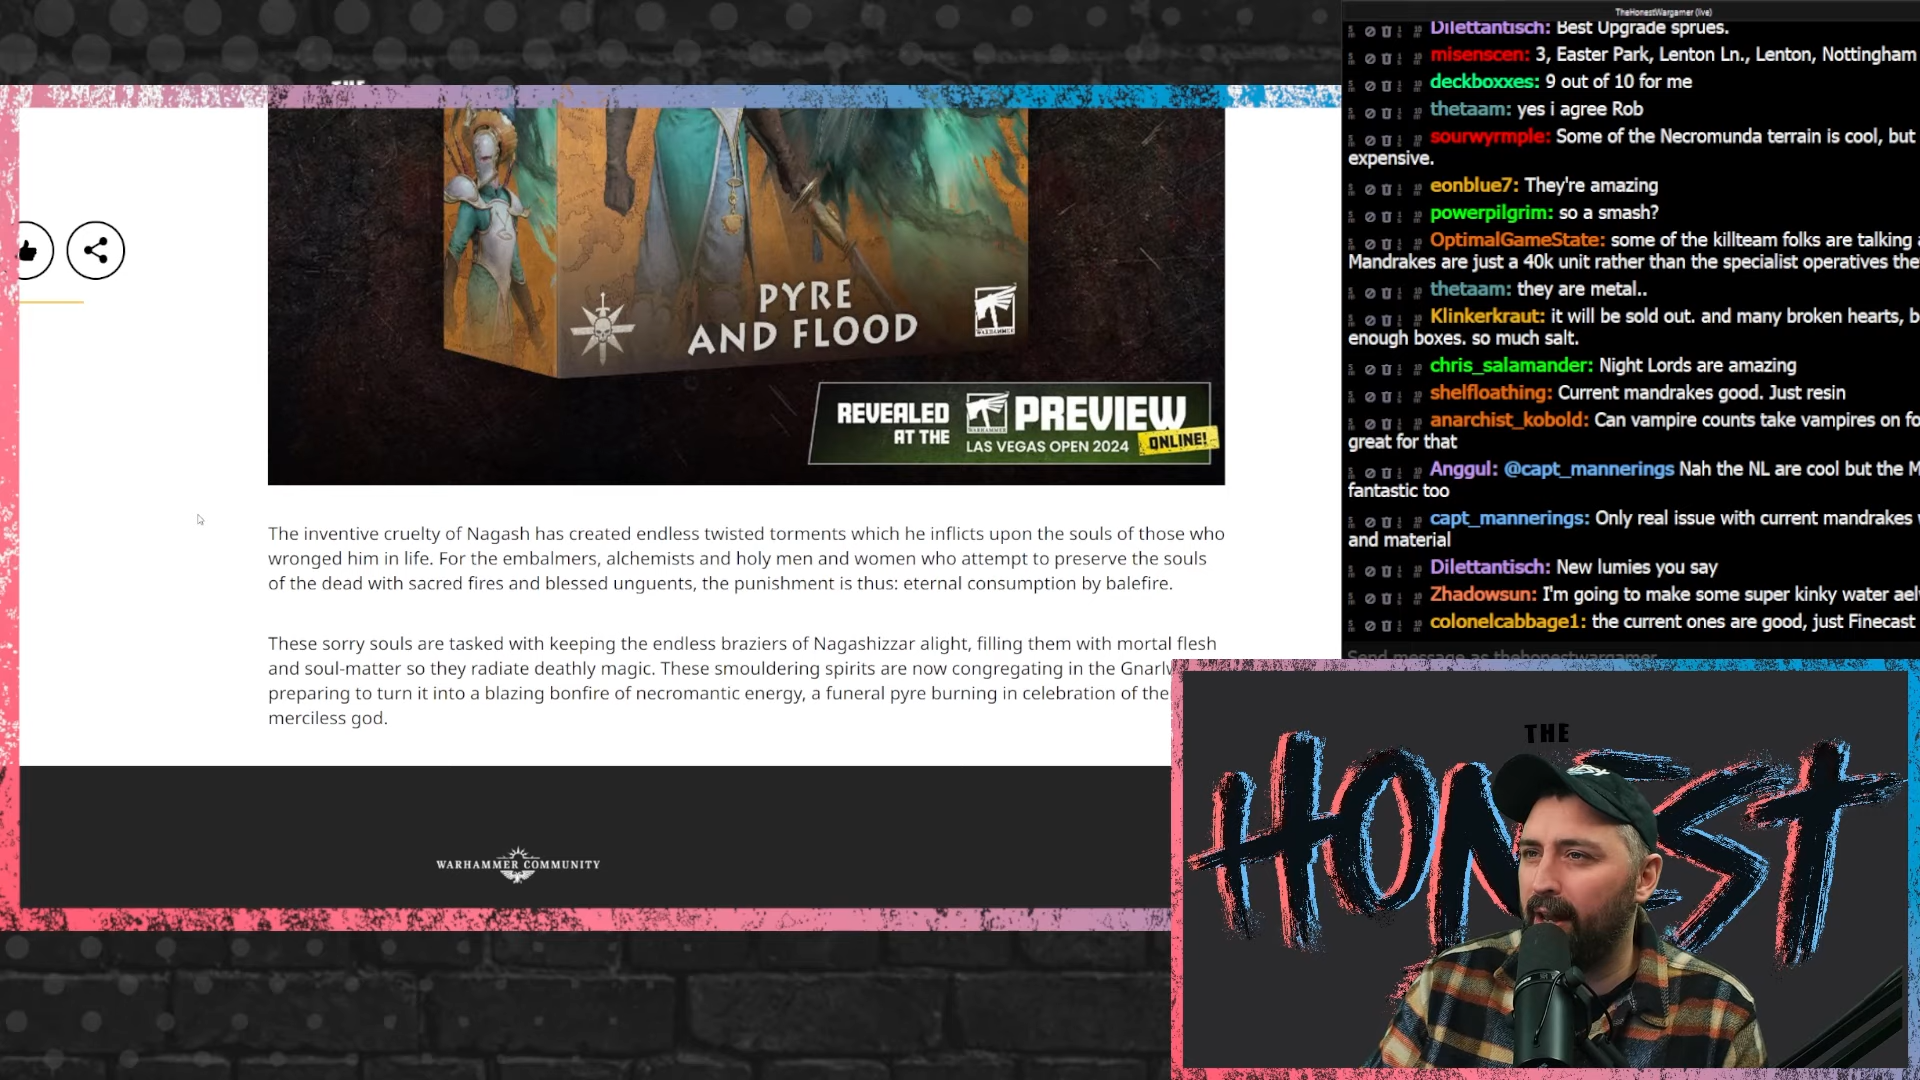 PYRE
AND FLOOD
REVEALED
AT THE
PREVIEW
LAS VEGAS OPEN 2024
ONLINE!
The inventive cruelty of Nagash has created endless twisted torments which he inflicts upon the souls of those who
wronged him in life. For the embalmers, alchemists and holy men and women who attempt to preserve the souls
of the dead with sacred fires and blessed unguents, the punishment is thus: eternal consumption by balefire.
These sorry souls are tasked with keeping the endless braziers of Nagashizzar alight, filling them with mortal flesh
and soul-matter so they radiate deathly magic. These smouldering spirits are now congregating in the
preparing to turn it into a blazing bonfire of necromantic energy, a funeral pyre burning in celebration of the
merciless god.
WARHAMMER COMMUNITY
TheHonestWargamer (live)
Dilettantisch: Best Upgrade sprues.
misenscen: 3, Easter Park, Lenton Ln., Lenton, Nottingham
deckboxxes: 9 out of 10 for me
thetaam: yes i agree Rob
sourwyrmple: Some of the Necromunda terrain is cool, but
expensive.
eonblue7: They're amazing
powerpilgrim: so a smash?
OptimalGameState: some of the killteam folks are talking
Mandrakes are just a 40k unit rather than the specialist operatives
thetaam: they are metal..
Klinkerkraut: it will be sold out. and many broken hearts,
enough boxes. so much salt.
chris_salamander: Night Lords are amazing
shelfloathing: Current mandrakes good. Just resin
anarchist_kobold: Can vampire counts take vampires on
great for that
Anggul: @capt_mannerings Nah the NL are cool but the
fantastic too
capt_mannerings: Only real issue with current mandrakes
and material
Dilettantisch: New lumies you say
Zhadowsun: I'm going to make some super kinky water
colonelcabbage1: the current ones are good, just Finecast
Send message as thehonestwargamer
THE
HONEST